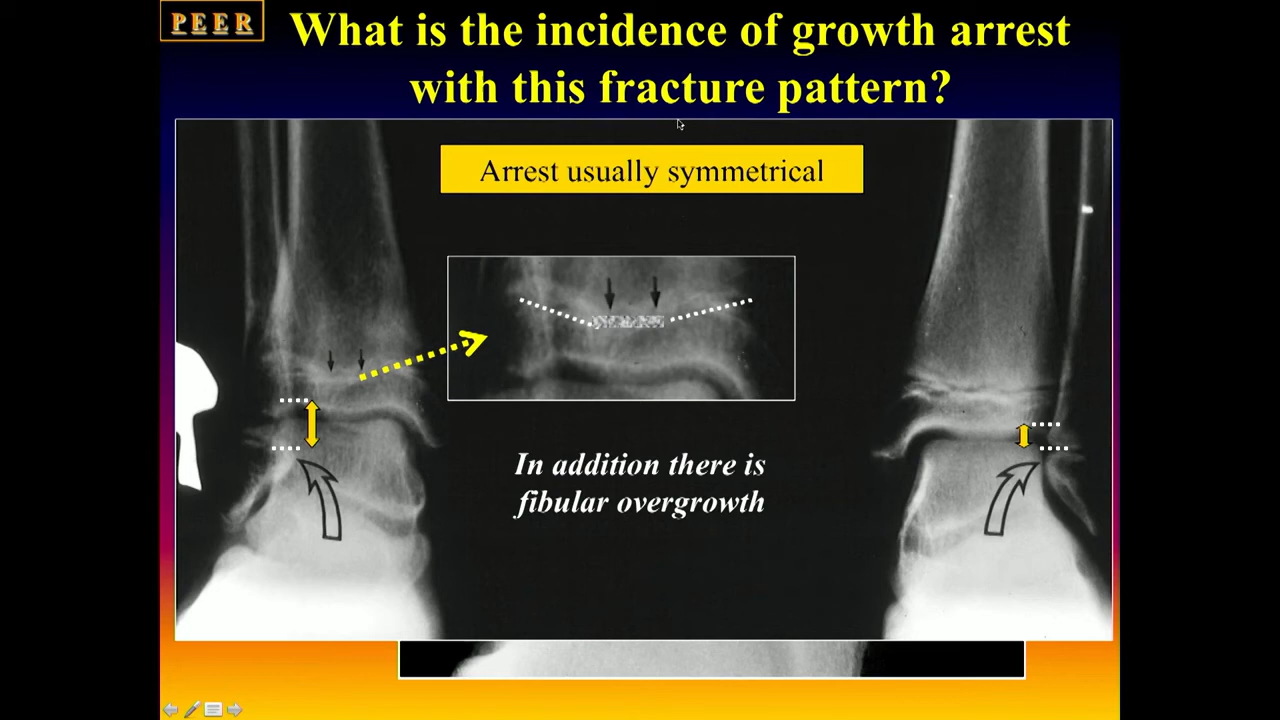 PEER
What is the incidence of growth arrest
with this fracture pattern?
Arrest usually symmetrical
In addition there is
fibular overgrowth